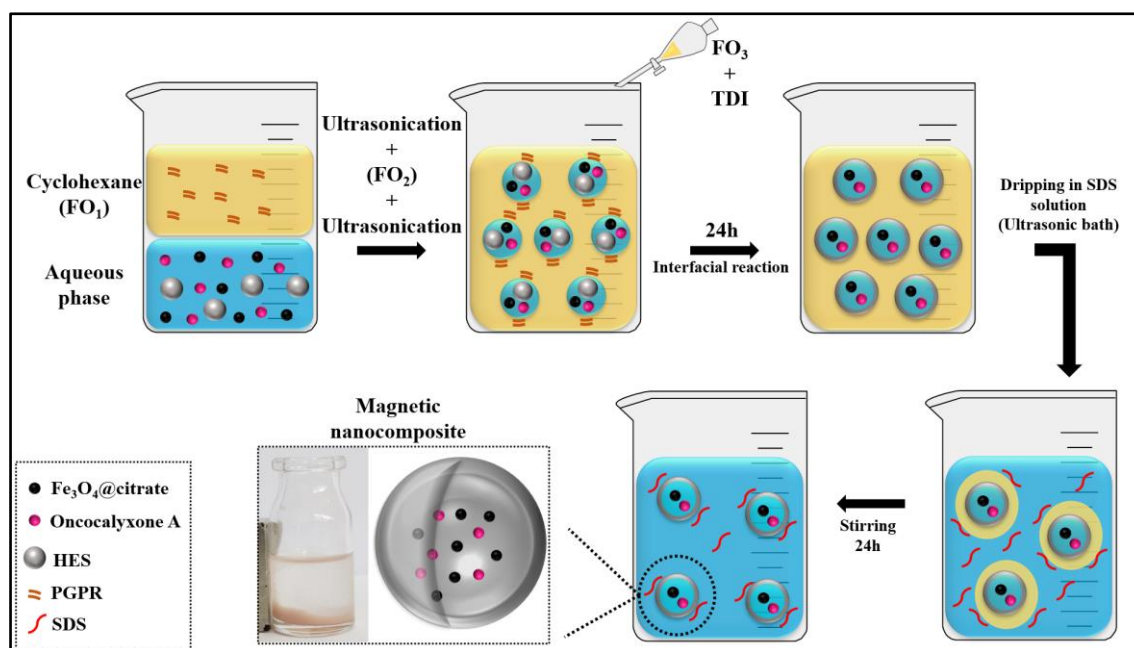 Cyclohexane
(FO₁)
Aqueous
phase
Ultrasonication
+
(FO₂)
+
Ultrasonication
FO₃
+
TDI
24h
Interfacial reaction
Dripping in SDS
solution
(Ultrasonic bath)
Stirring
24h
Magnetic
nanocomposite
Fe₃O₄@citrate
Oncocalyxone A
HES
PGPR
SDS